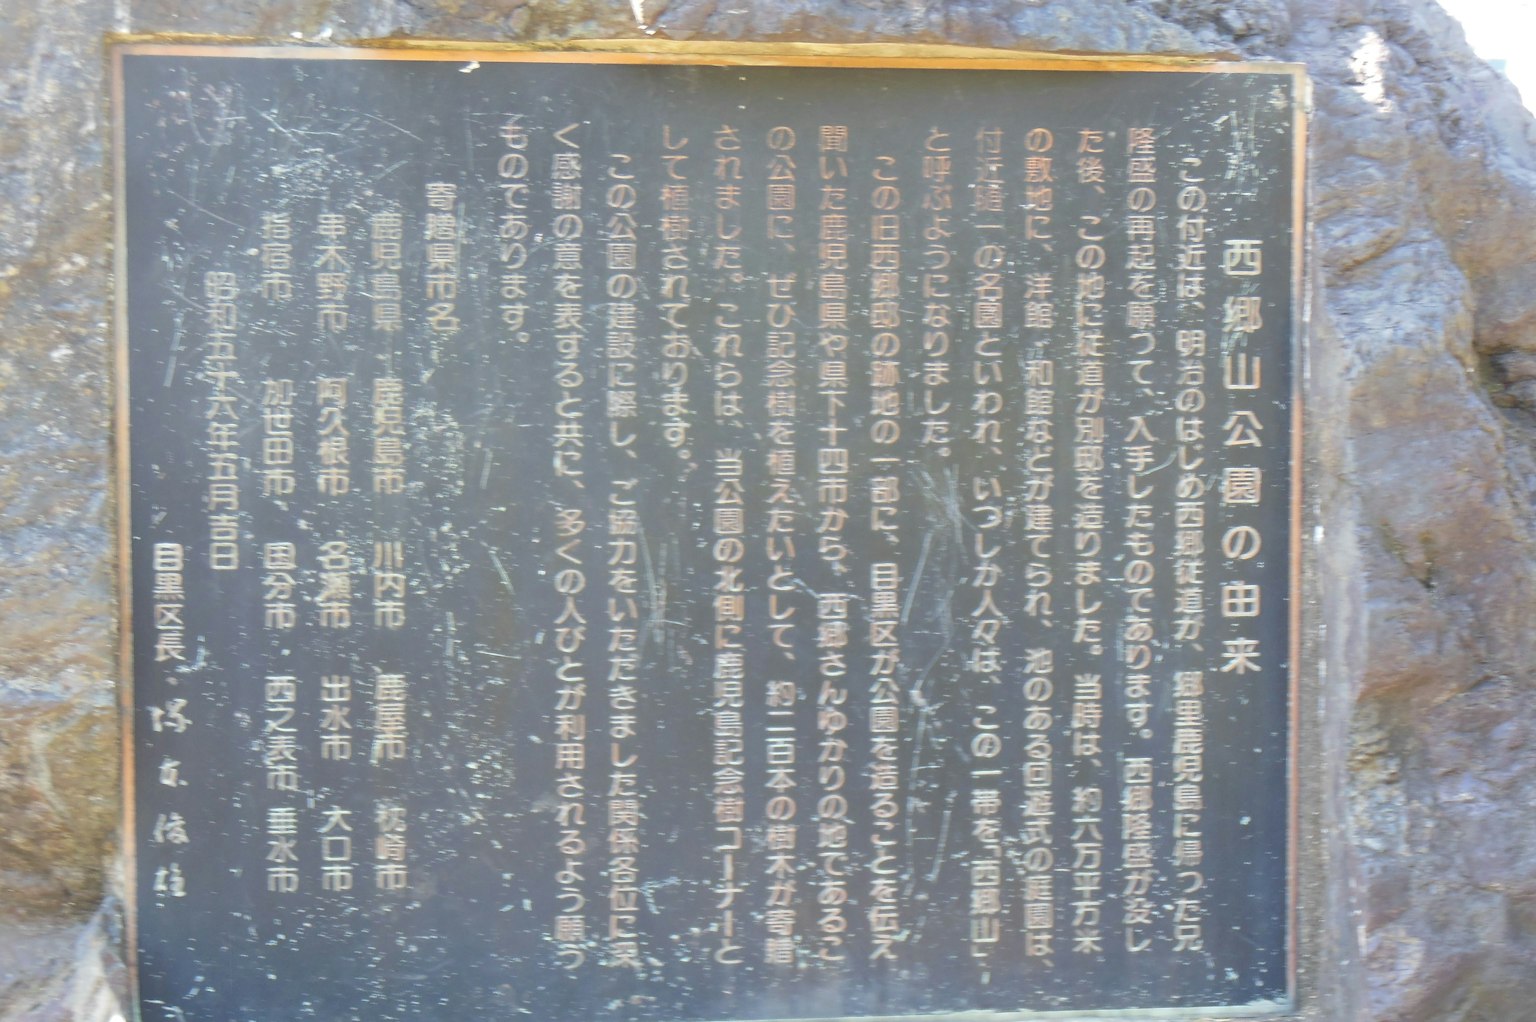 西郷山公園の由来
この付近は、明治のはじめ西郷従道が、郷里鹿児島に帰った兄
隆盛の再起を願って、入手したものであります。西郷隆盛が没し
た後、この地に従道が別邸を造りました。当時は、約六万平方米
の敷地に、洋館、和館などが建てられ、池のある回遊式の庭園は、
付近随一の名園といわれ、いつしか人々は、この一帯を「西郷山」
と呼ぶようになりました。
この旧西郷邸の跡地の一部に、目黒区が公園を造ることを伝え
聞いた鹿児島県や県下十四市から、西郷さんゆかりの地であるこ
の公園に、ぜひ記念樹を植えたいとして、約二百本の樹木が寄贈
されました。これらは、当公園の北側に鹿児島記念樹コーナーと
して植樹されております。
この公園の建設に際し、ご協力をいただきました関係各位に深
く感謝の意を表すると共に、多くの人びとが利用されるよう願う
ものであります。
寄贈県市名
鹿児島県 鹿児島市 川内市 鹿屋市 枕崎市
串木野市 阿久根市 名瀬市 出水市 大口市
指宿市 加世田市 国分市 西之表市 垂水市
昭和五十六年五月吉日
目黒区長 塚本俊雄